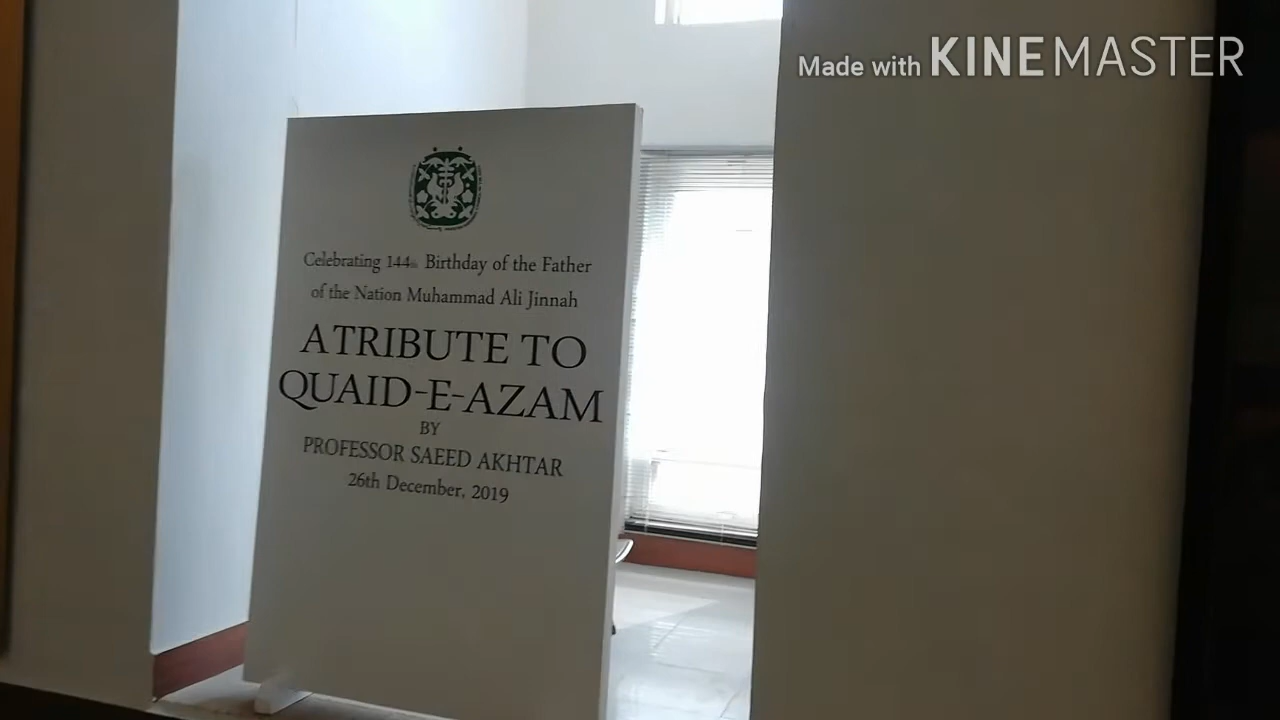 Made with KINEMASTER
Celebrating 144th Birthday of the Father
of the Nation Muhammad Ali Jinnah
A TRIBUTE TO
QUAID-E-AZAM
BY
PROFESSOR SAEED AKHTAR
26th December, 2019